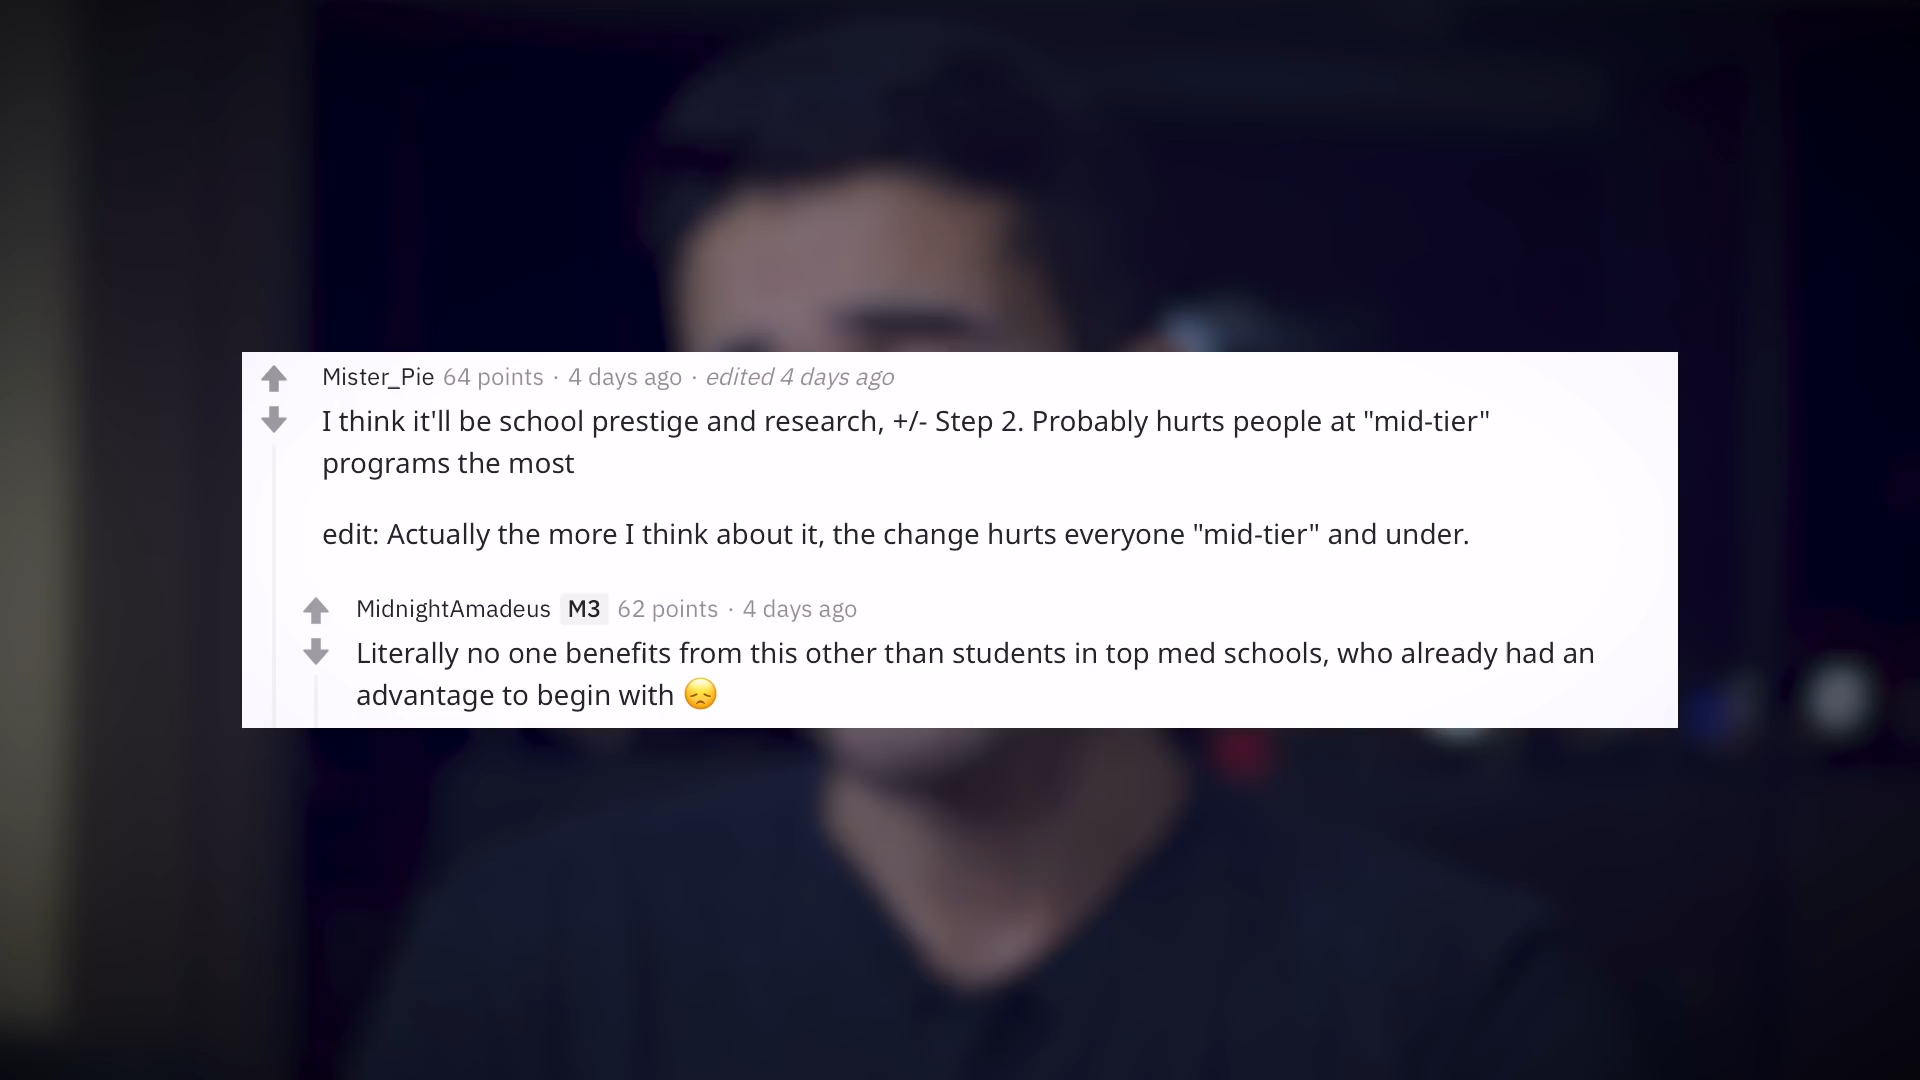 Mister_Pie 64 points · 4 days ago · edited 4 days ago
I think it'll be school prestige and research, +/- Step 2. Probably hurts people at "mid-tier"
programs the most
edit: Actually the more I think about it, the change hurts everyone "mid-tier" and under.
MidnightAmadeus M3 62 points · 4 days ago
Literally no one benefits from this other than students in top med schools, who already had an
advantage to begin with 😞